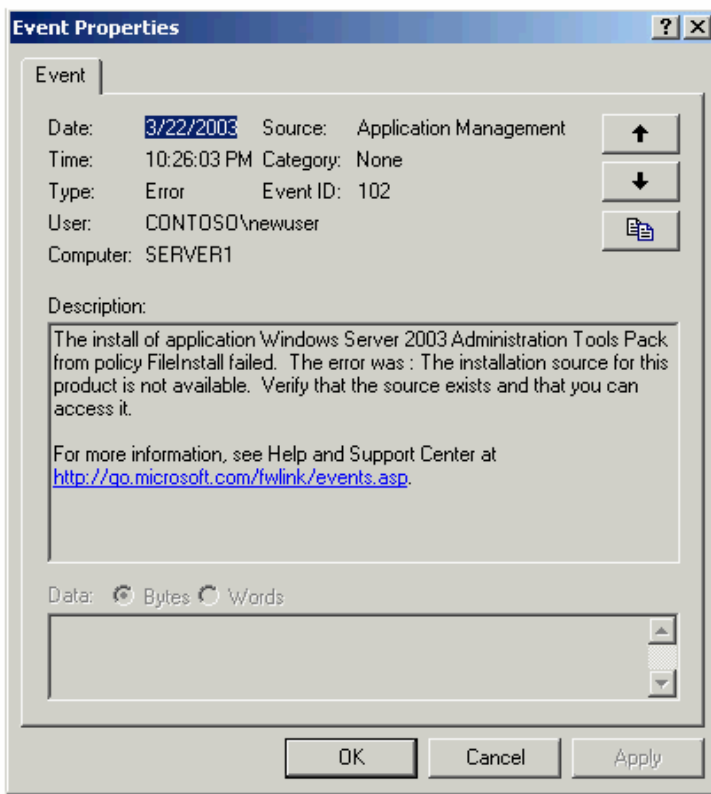 Event Properties
Event
Date: 3/22/2003 Source: Application Management
Time: 10:26:03 PM Category: None
Type: Error Event ID: 102
User: CONTOSO\newuser
Computer: SERVER1
Description:
The install of application Windows Server 2003 Administration Tools Pack
from policy FileInstall failed. The error was : The installation source for this
product is not available. Verify that the source exists and that you can
access it.
For more information, see Help and Support Center at
http://go.microsoft.com/fwlink/events.asp.
Data: Bytes Words
OK Cancel Apply